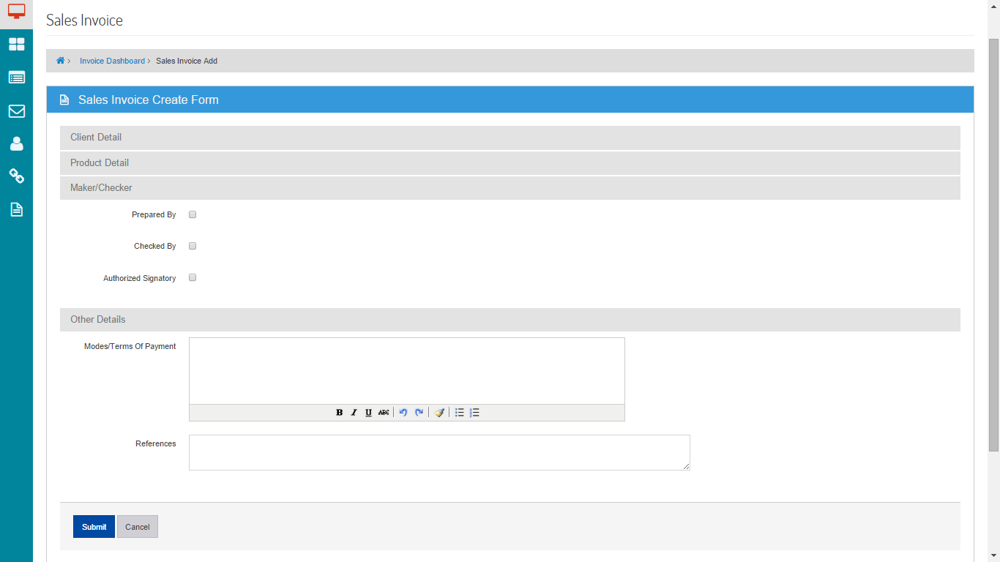 Sales Invoice
Invoice Dashboard
Sales Invoice Add
Sales Invoice Create Form
Client Detail
Product Detail
Maker/Checker
Prepared By
Checked By
Authorized Signatory
Other Details
Modes/Terms Of Payment
B I U ABC
References
Submit Cancel